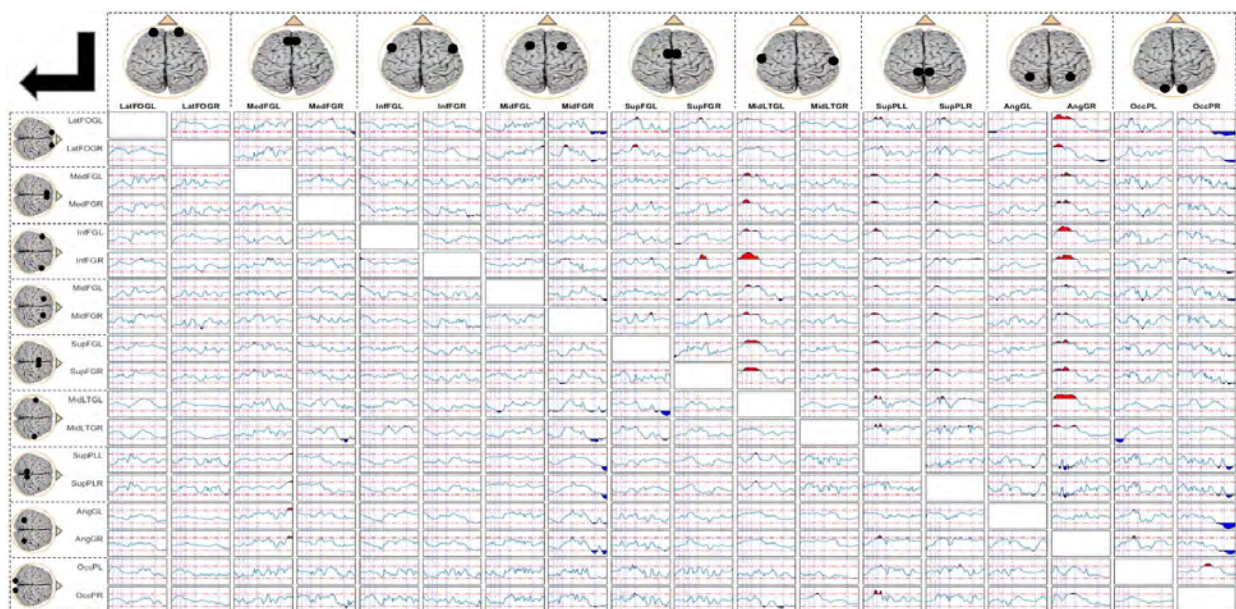 LatFOGL LatFOGR MedFGL MedFGR InfFGL InfFGR MidFGL MidFGR SupFGL SupFGR MidLTGL MidLTGR SupPLL SupPLR AngGL AngGR OccPL OccPR
LatFOGL
LatFOGR
MedFGL
MedFGR
InfFGL
InfFGR
MidFGL
MidFGR
SupFGL
SupFGR
MidLTGL
MidLTGR
SupPLL
SupPLR
AngGL
AngGR
OccPL
OccPR